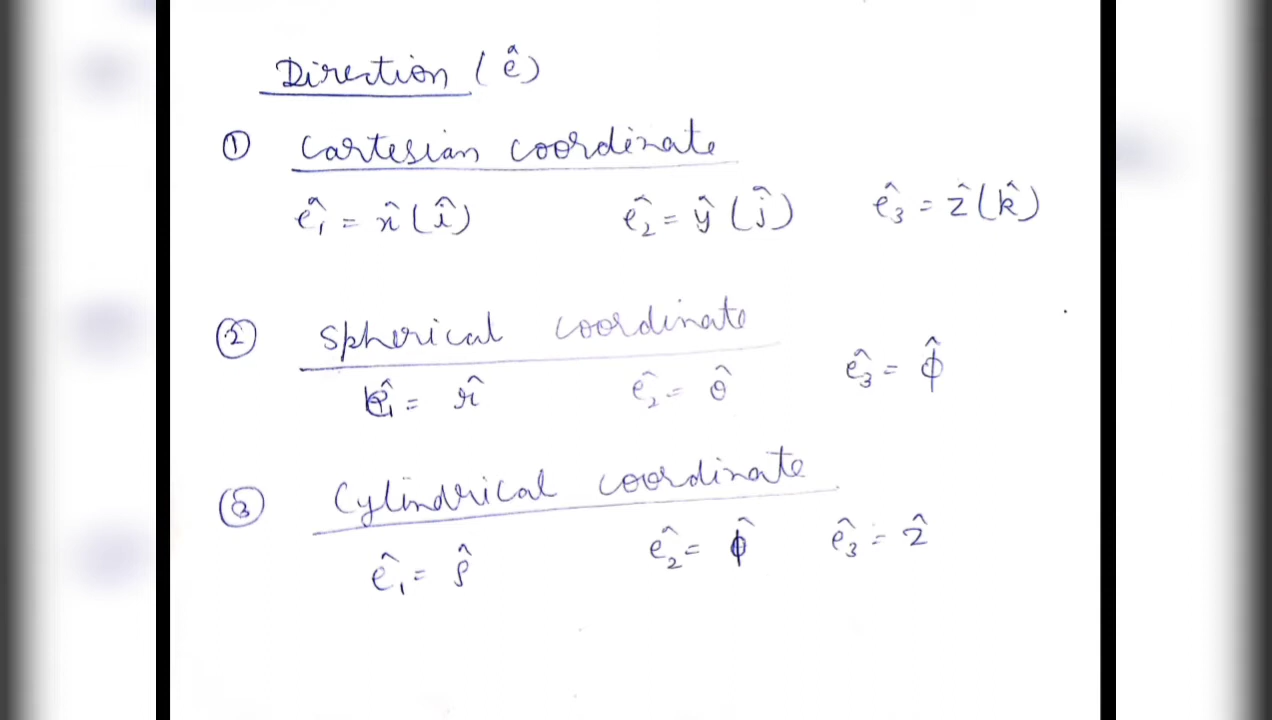 Direction (ê)
① Cartesian coordinate
ê₁ = x̂ (î) ê₂ = ŷ (ĵ) ê₃ = ẑ (k̂)
② Spherical coordinate
ê₁ = r̂ ê₂ = θ̂ ê₃ = ϕ̂
③ Cylindrical coordinate
ê₁ = ρ̂ ê₂ = ϕ̂ ê₃ = ẑ